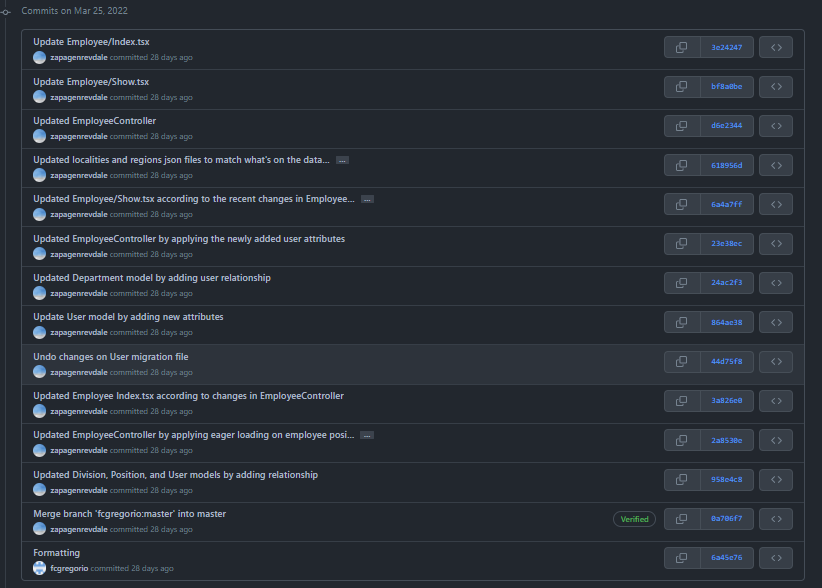 Commits on Mar 25, 2022
Update Employee/Index.tsx
3e24247
zapagenrevdale committed 28 days ago
Update Employee/Show.tsx
bf8a0be
zapagenrevdale committed 28 days ago
Updated EmployeeController
d6e2344
zapagenrevdale committed 28 days ago
Updated localities and regions json files to match what's on the data... ...
618956d
zapagenrevdale committed 28 days ago
Updated Employee/Show.tsx according to the recent changes in Employee... ...
6a4a7ff
zapagenrevdale committed 28 days ago
Updated EmployeeController by applying the newly added user attributes
23e38ec
zapagenrevdale committed 28 days ago
Updated Department model by adding user relationship
24ac2f3
zapagenrevdale committed 28 days ago
Update User model by adding new attributes
864ae38
zapagenrevdale committed 28 days ago
Undo changes on User migration file
44d75f8
zapagenrevdale committed 28 days ago
Updated Employee Index.tsx according to changes in EmployeeController
3a826e0
zapagenrevdale committed 28 days ago
Updated EmployeeController by applying eager loading on employee posi... ...
2a8530e
zapagenrevdale committed 28 days ago
Updated Division, Position, and User models by adding relationship
958e4c8
zapagenrevdale committed 28 days ago
Merge branch 'fcgregorio:master' into master
Verified
0a706f7
zapagenrevdale committed 28 days ago
Formatting
6a45e76
fcgregorio committed 28 days ago